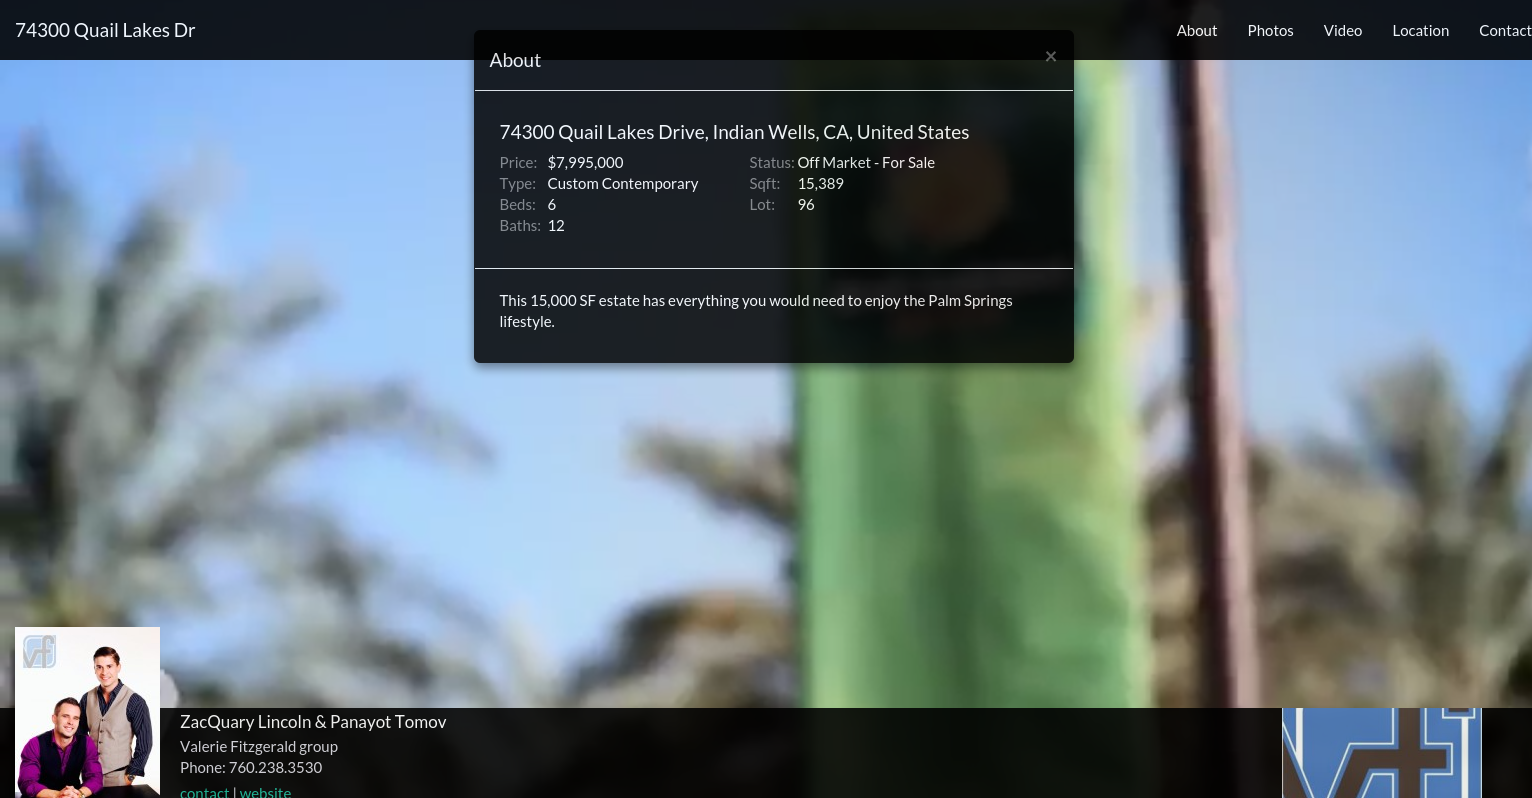 74300 Quail Lakes Dr
About Photos Video Location Contact
About ×
74300 Quail Lakes Drive, Indian Wells, CA, United States
Price: $7,995,000 Status: Off Market - For Sale
Type: Custom Contemporary Sqft: 15,389
Beds: 6 Lot: 96
Baths: 12
This 15,000 SF estate has everything you would need to enjoy the Palm Springs
lifestyle.
vf
ZacQuary Lincoln & Panayot Tomov
Valerie Fitzgerald group
Phone: 760.238.3530
contact | website
vf